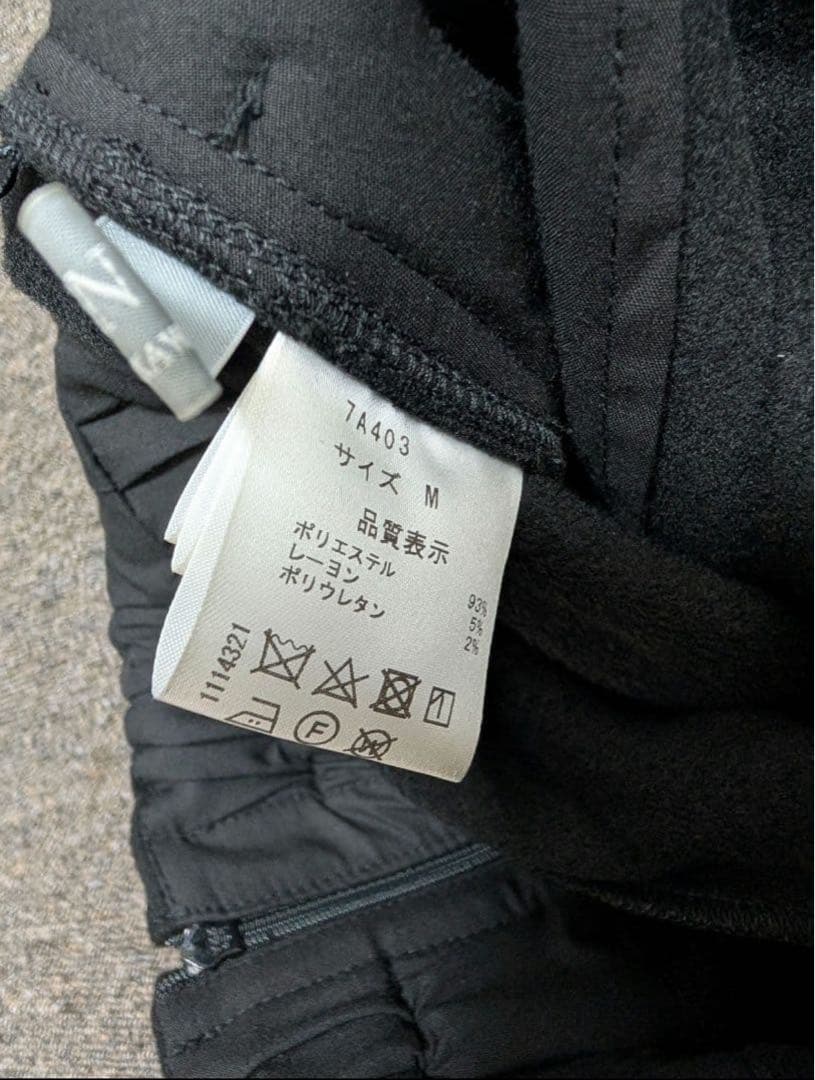 7A403
サイズ M
品質表示
ポリエステル 93%
レーヨン 5%
ポリウレタン 2%
1114321
F
N